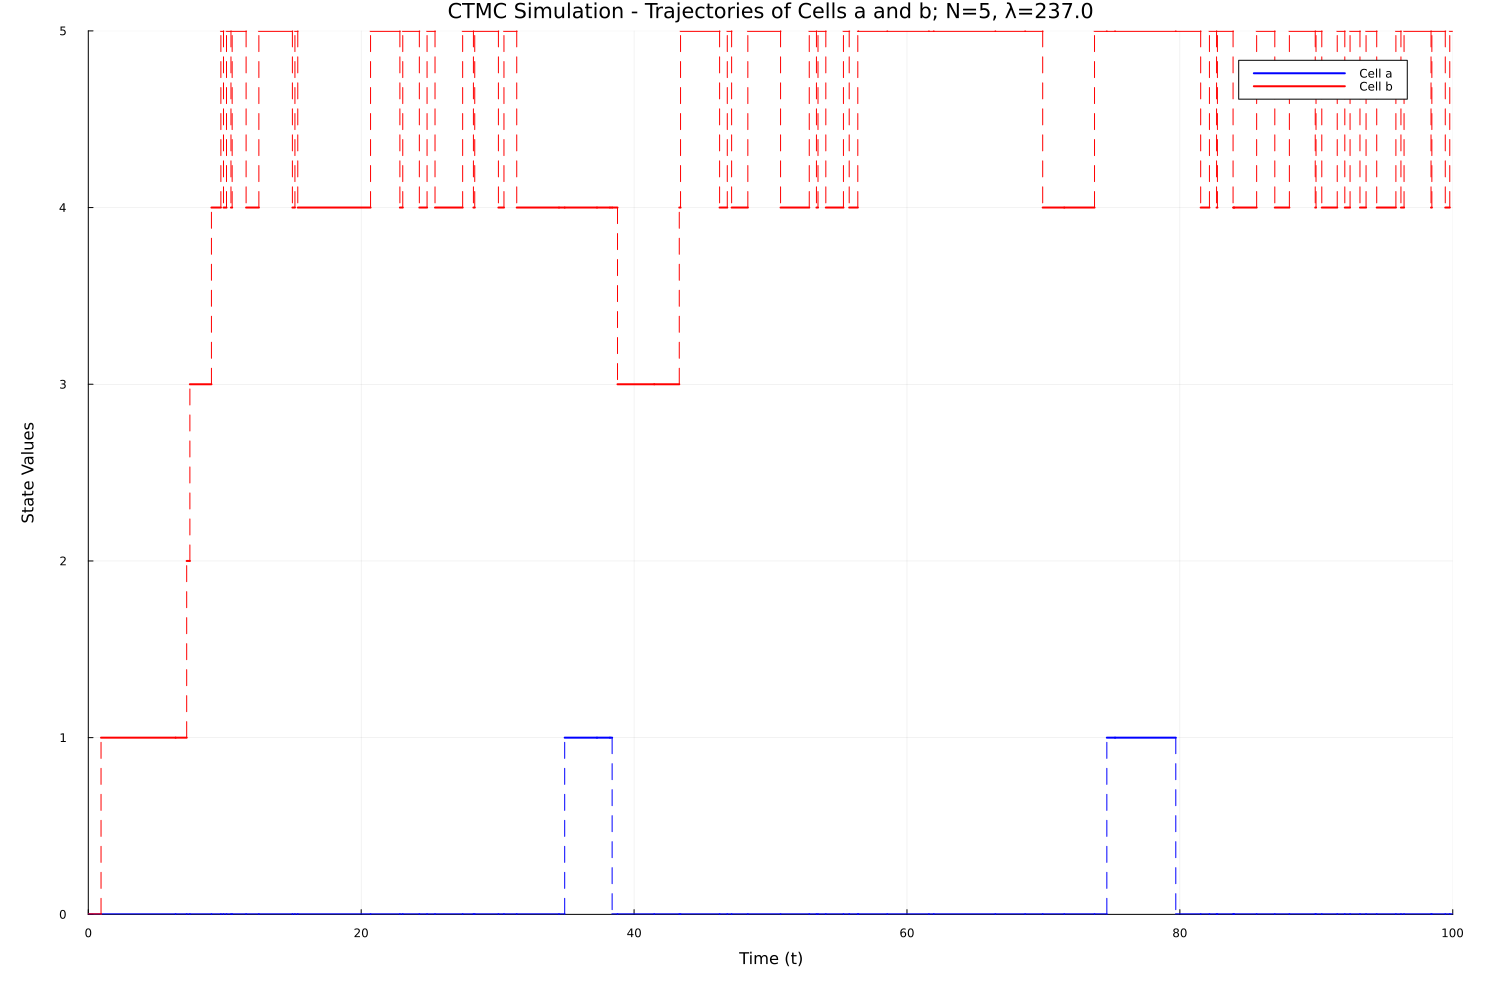 CTMC Simulation - Trajectories of Cells a and b; N=5, λ=237.0
5
Cell a
Cell b
4
3
State Values
2
1
0
0 20 40 60 80 100
Time (t)